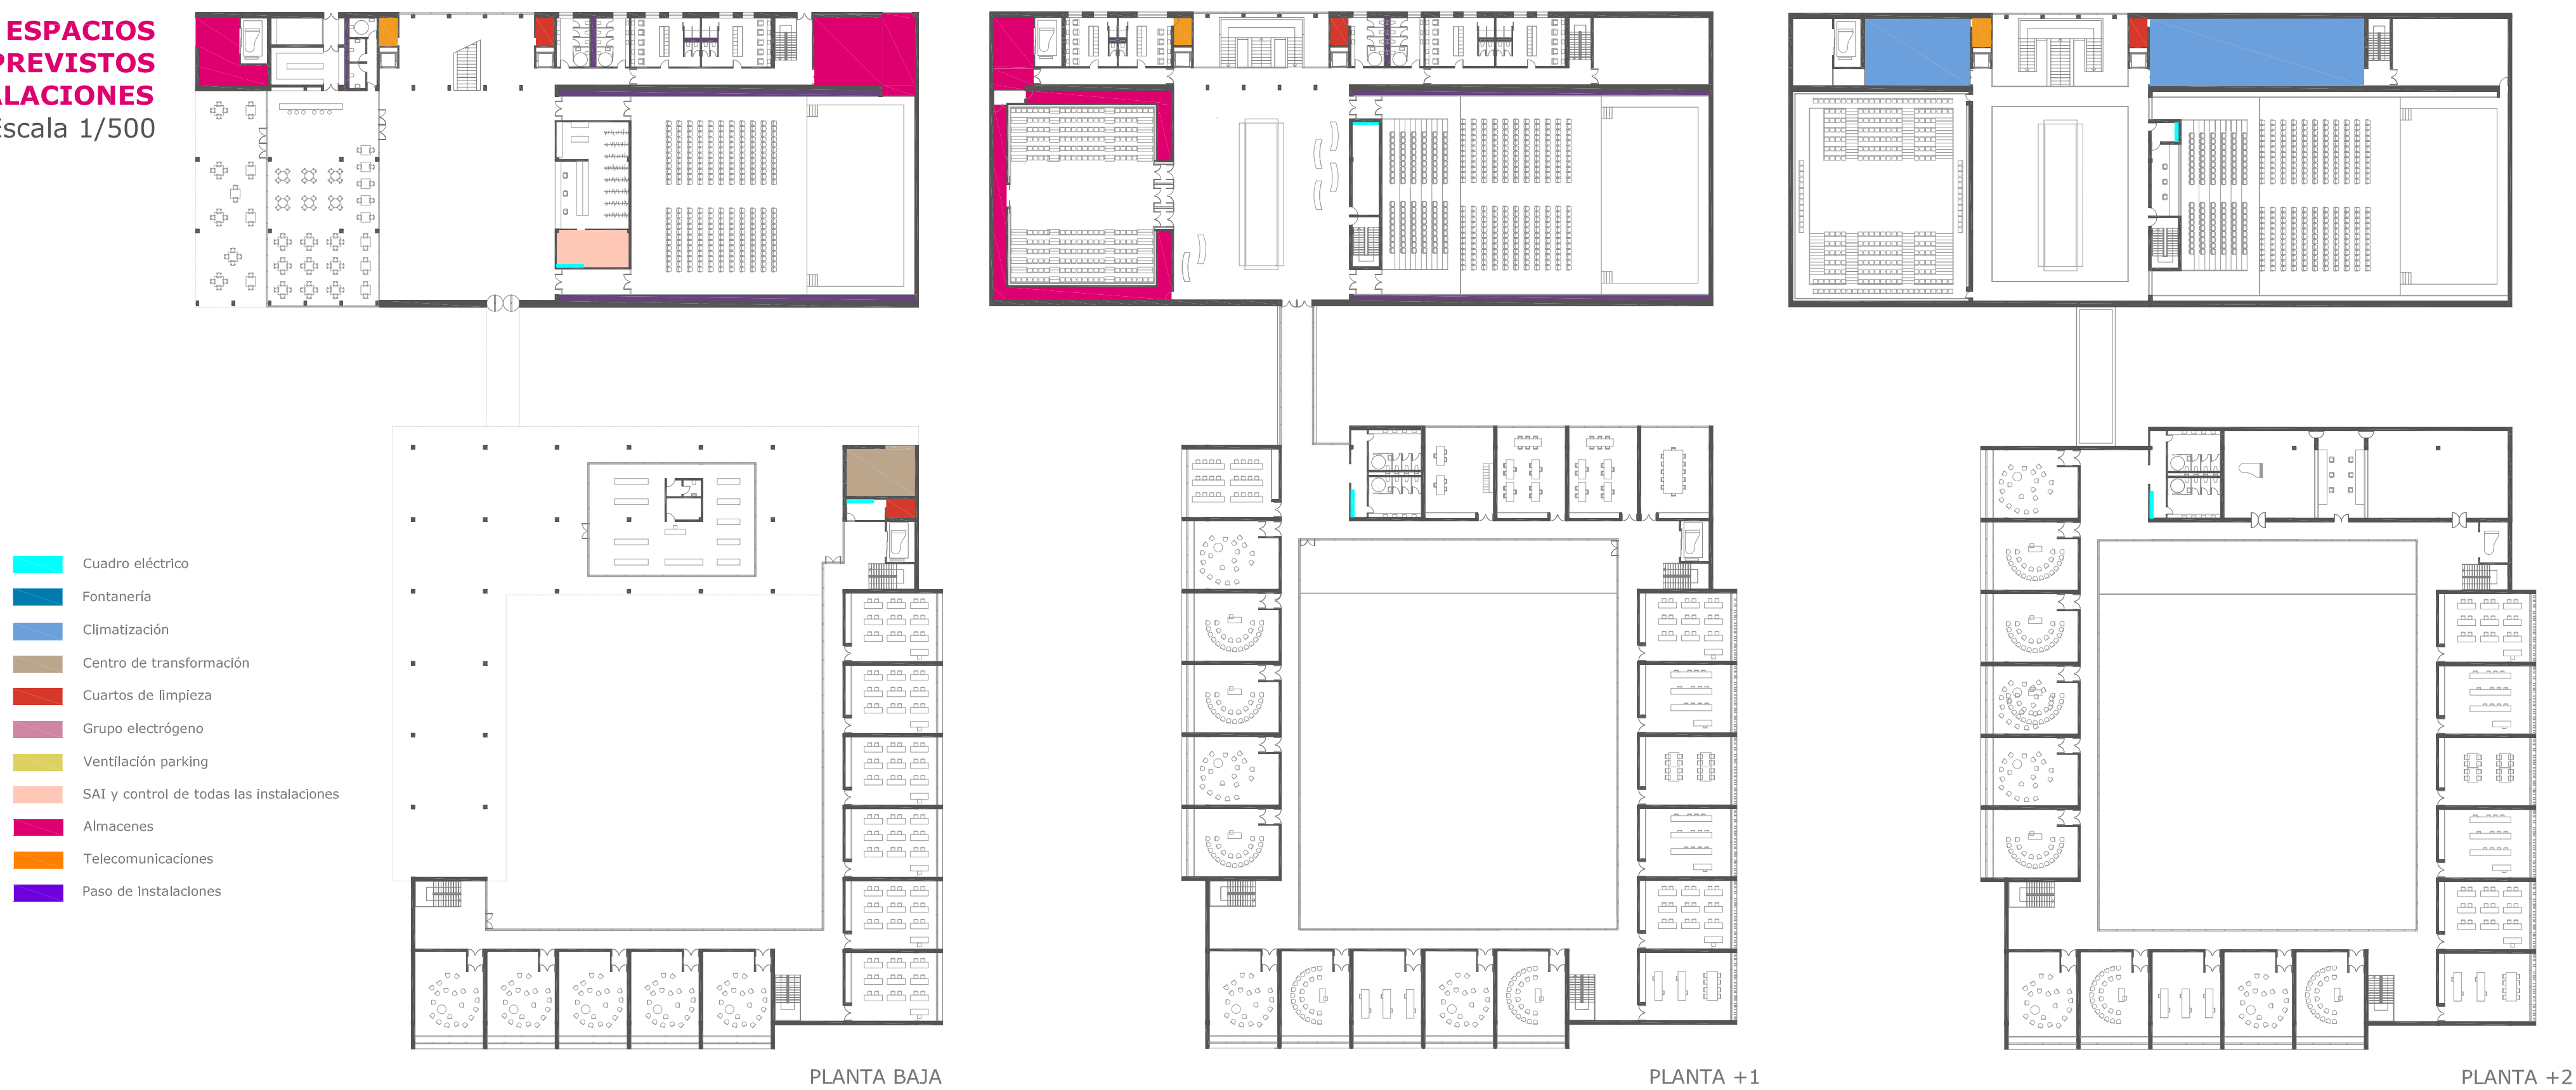 ESPACIOS
PREVISTOS
LACIONES
Escala 1/500
Cuadro eléctrico
Fontanería
Climatización
Centro de transformación
Cuartos de limpieza
Grupo electrógeno
Ventilación parking
SAI y control de todas las instalaciones
Almacenes
Telecomunicaciones
Paso de instalaciones
PLANTA BAJA
PLANTA +1
PLANTA +2